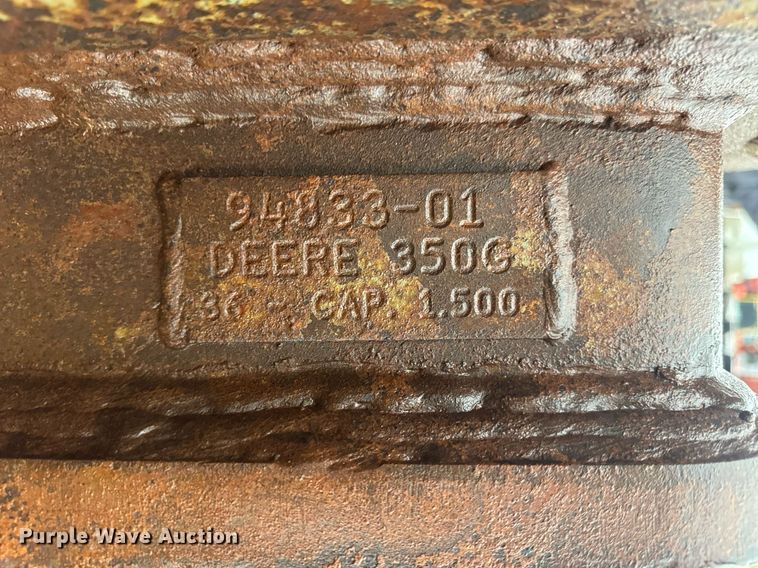 94833-01
DEERE 350G
36 - CAP. 1.500
Purple Wave Auction